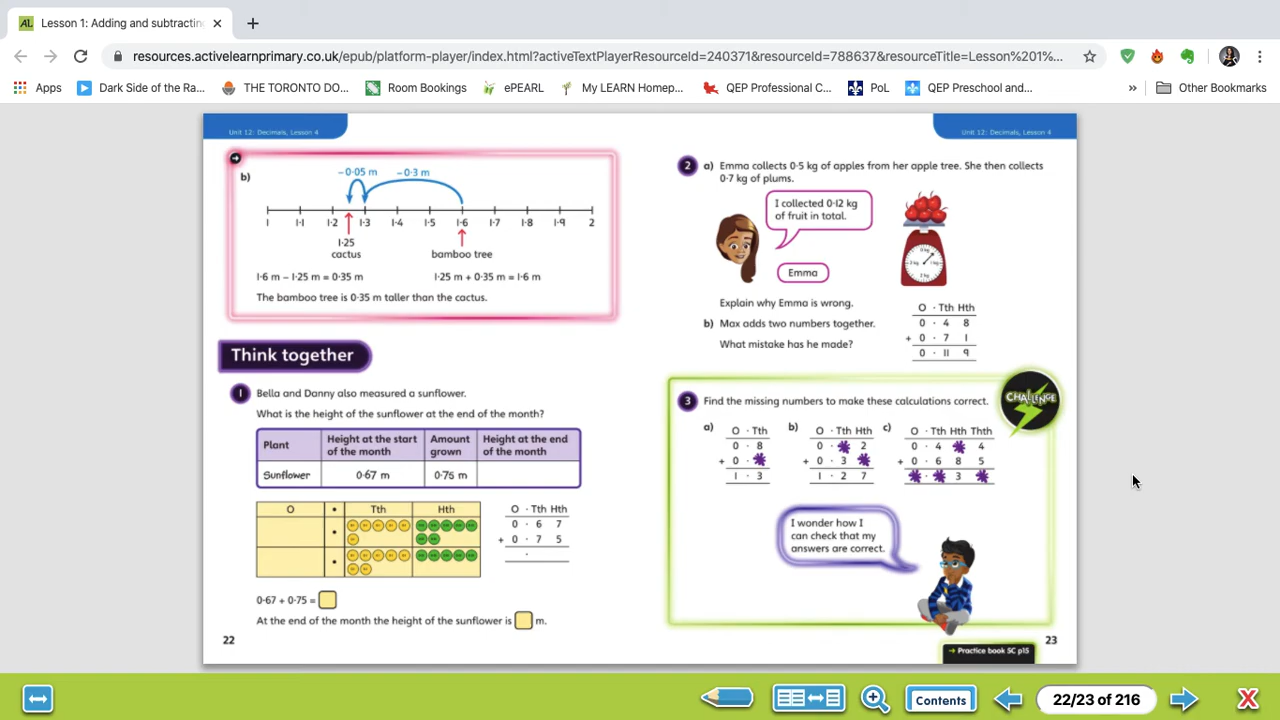 Lesson 1: Adding and subtractin
resources.activelearnprimary.co.uk/epub/platform-player/index.html?activeTextPlayerResourceId=240371&resourceId=788637&resourceTitle=Lesson%201%...
Apps Dark Side of the Ra... THE TORONTO DO... Room Bookings ePEARL My LEARN Homep... QEP Professional C... PoL QEP Preschool and... » Other Bookmarks
Unit 12: Decimals, Lesson 4
b)
−0·05 m −0·3 m
1 1·1 1·2 1·3 1·4 1·5 1·6 1·7 1·8 1·9 2
1·25
cactus bamboo tree
1·6 m − 1·25 m = 0·35 m 1·25 m + 0·35 m = 1·6 m
The bamboo tree is 0·35 m taller than the cactus.
Think together
1 Bella and Danny also measured a sunflower.
What is the height of the sunflower at the end of the month?
Plant Height at the start of the month Amount grown Height at the end of the month
Sunflower 0·67 m 0·75 m
O · Tth Hth
O · Tth Hth
0 · 6 7
+ 0 · 7 5
·
0·67 + 0·75 =
At the end of the month the height of the sunflower is m.
22
Unit 12: Decimals, Lesson 4
2 a) Emma collects 0·5 kg of apples from her apple tree. She then collects
0·7 kg of plums.
I collected 0·12 kg
of fruit in total.
Emma
Explain why Emma is wrong.
b) Max adds two numbers together.
What mistake has he made?
O · Tth Hth
0 · 4 8
+ 0 · 7 1
0 · 11 9
CHALLENGE
3 Find the missing numbers to make these calculations correct.
a) O · Tth
0 · 8
+ 0 ·
1 · 3
b) O · Tth Hth
0 · 2
+ 0 · 3
1 · 2 7
c) O · Tth Hth Thth
0 · 4 4
+ 0 · 6 8 5
· 3
I wonder how I
can check that my
answers are correct.
23
→ Practice book 5C p15
Contents
22/23 of 216